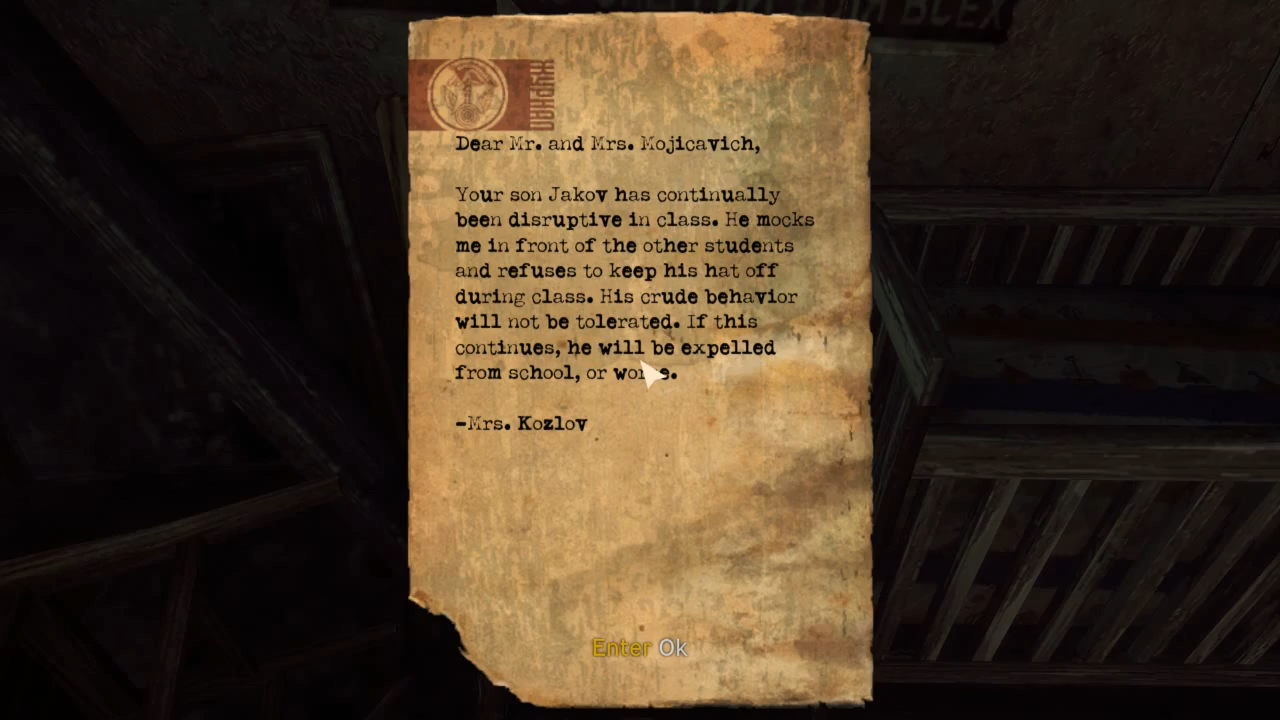 Dear Mr. and Mrs. Mojicavich,
Your son Jakov has continually
been disruptive in class. He mocks
me in front of the other students
and refuses to keep his hat off
during class. His crude behavior
will not be tolerated. If this
continues, he will be expelled
from school, or worse.
-Mrs. Kozlov
Enter Ok